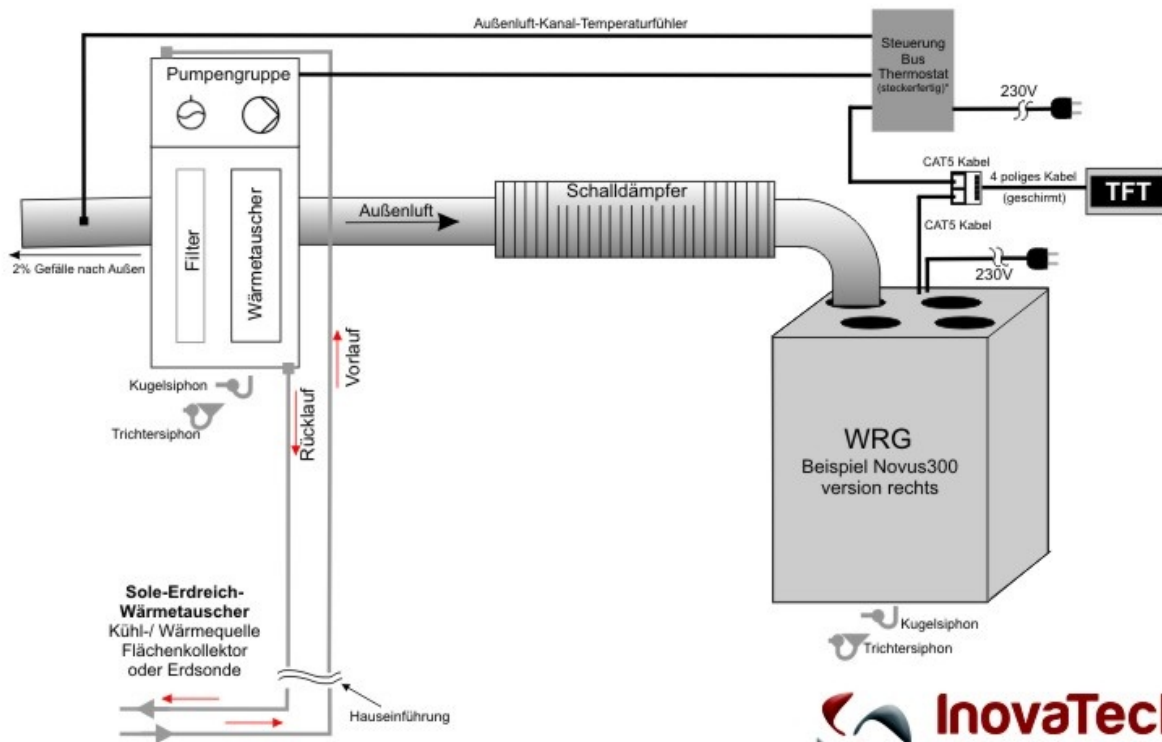 Außenluft-Kanal-Temperaturfühler
Steuerung
Bus
Thermostat
(steckerfertig)*
230V
Pumpengruppe
CAT5 Kabel
4 poliges Kabel
(geschirmt)
TFT
CAT5 Kabel
230V
Schalldämpfer
Außenluft
2% Gefälle nach Außen
Filter
Wärmetauscher
Vorlauf
Rücklauf
Kugelsiphon
Trichtersiphon
WRG
Beispiel Novus300
version rechts
Sole-Erdreich-
Wärmetauscher
Kühl-/ Wärmequelle
Flächenkollektor
oder Erdsonde
Hauseinführung
Kugelsiphon
Trichtersiphon
InovaTech